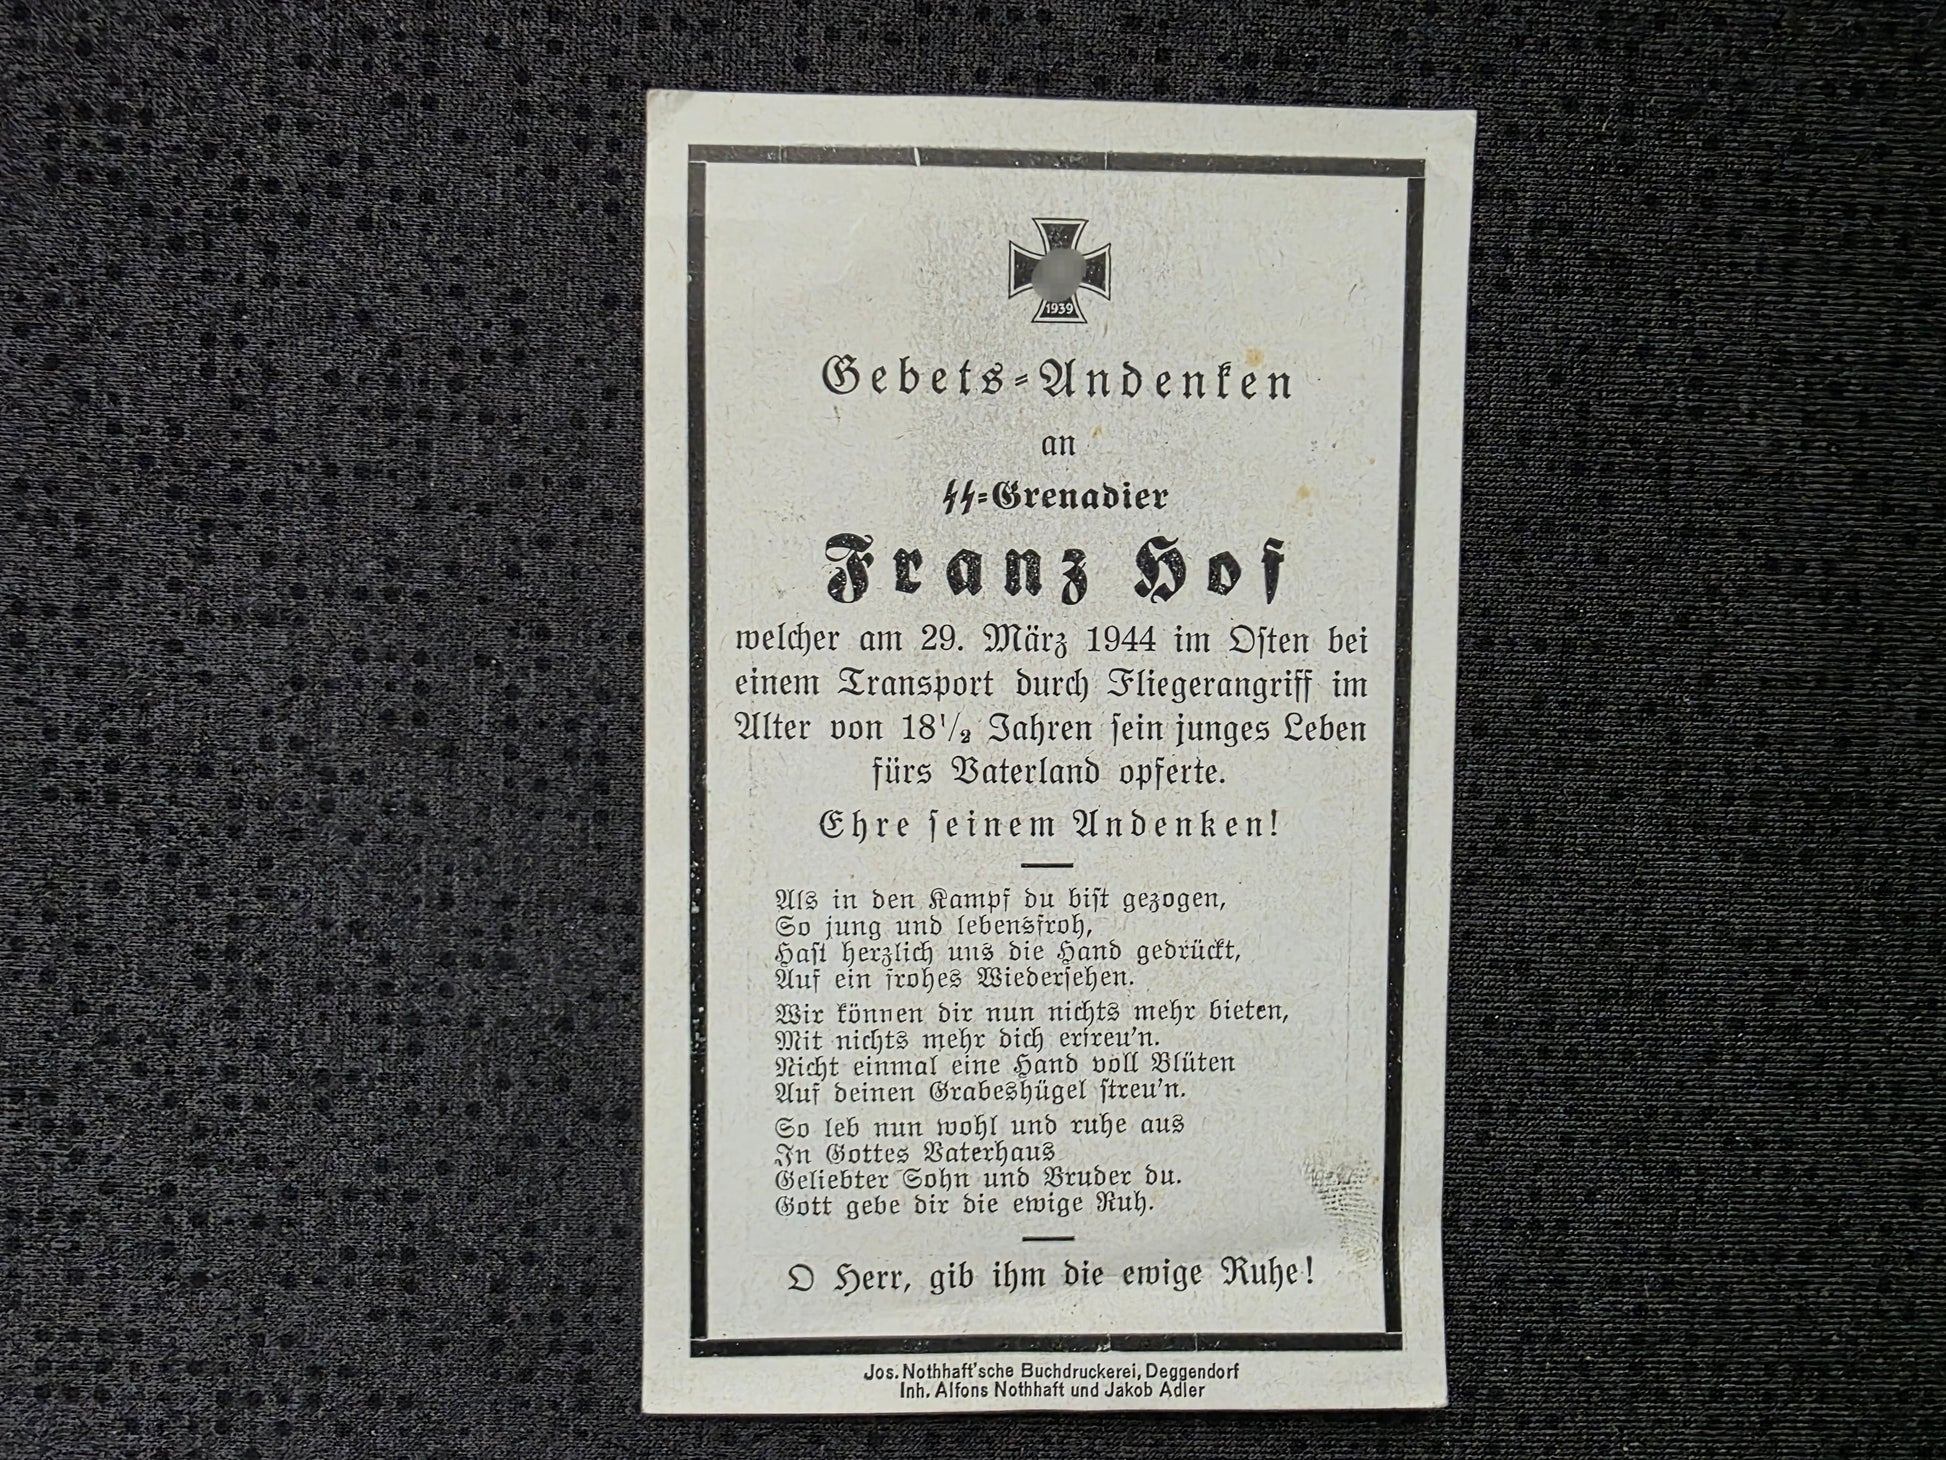 1939
Gebets-Andenken
an
ᛋᛋ-Grenadier
Franz Hof
welcher am 29. März 1944 im Osten bei
einem Transport durch Fliegerangriff im
Alter von 18 1/2 Jahren sein junges Leben
fürs Vaterland opferte.
Ehre seinem Andenken!
Als in den Kampf du bist gezogen,
So jung und lebensfroh,
Hast herzlich uns die Hand gedrückt,
Auf ein frohes Wiedersehen.
Wir können dir nun nichts mehr bieten,
Mit nichts mehr dich erfreu'n.
Nicht einmal eine Hand voll Blüten
Auf deinen Grabeshügel streu'n.
So leb nun wohl und ruhe aus
In Gottes Vaterhaus
Geliebter Sohn und Bruder du.
Gott gebe dir die ewige Ruh.
O Herr, gib ihm die ewige Ruhe!
Jos. Nothhaft'sche Buchdruckerei, Deggendorf
Inh. Alfons Nothhaft und Jakob Adler